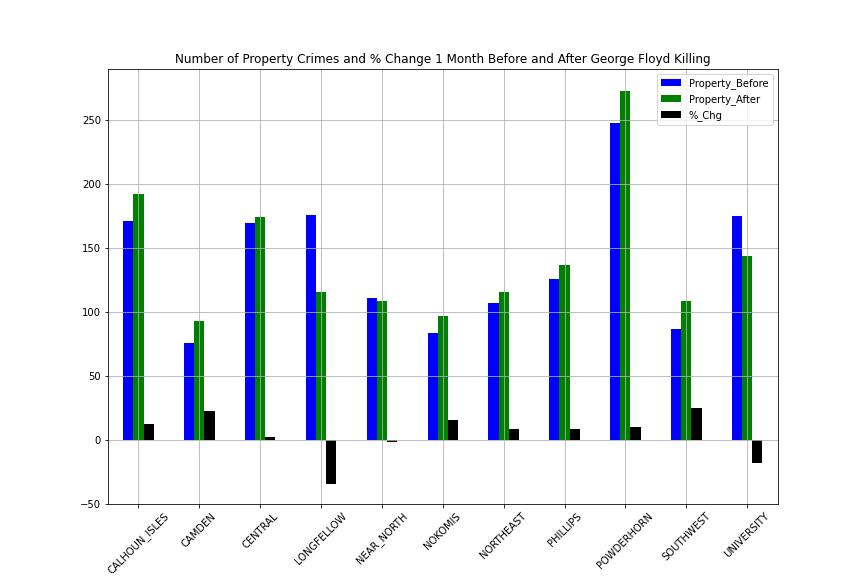 Number of Property Crimes and % Change 1 Month Before and After George Floyd Killing
Property_Before
Property_After
%_Chg
250
200
150
100
50
0
−50
CALHOUN_ISLES
CAMDEN
CENTRAL
LONGFELLOW
NEAR_NORTH
NOKOMIS
NORTHEAST
PHILLIPS
POWDERHORN
SOUTHWEST
UNIVERSITY